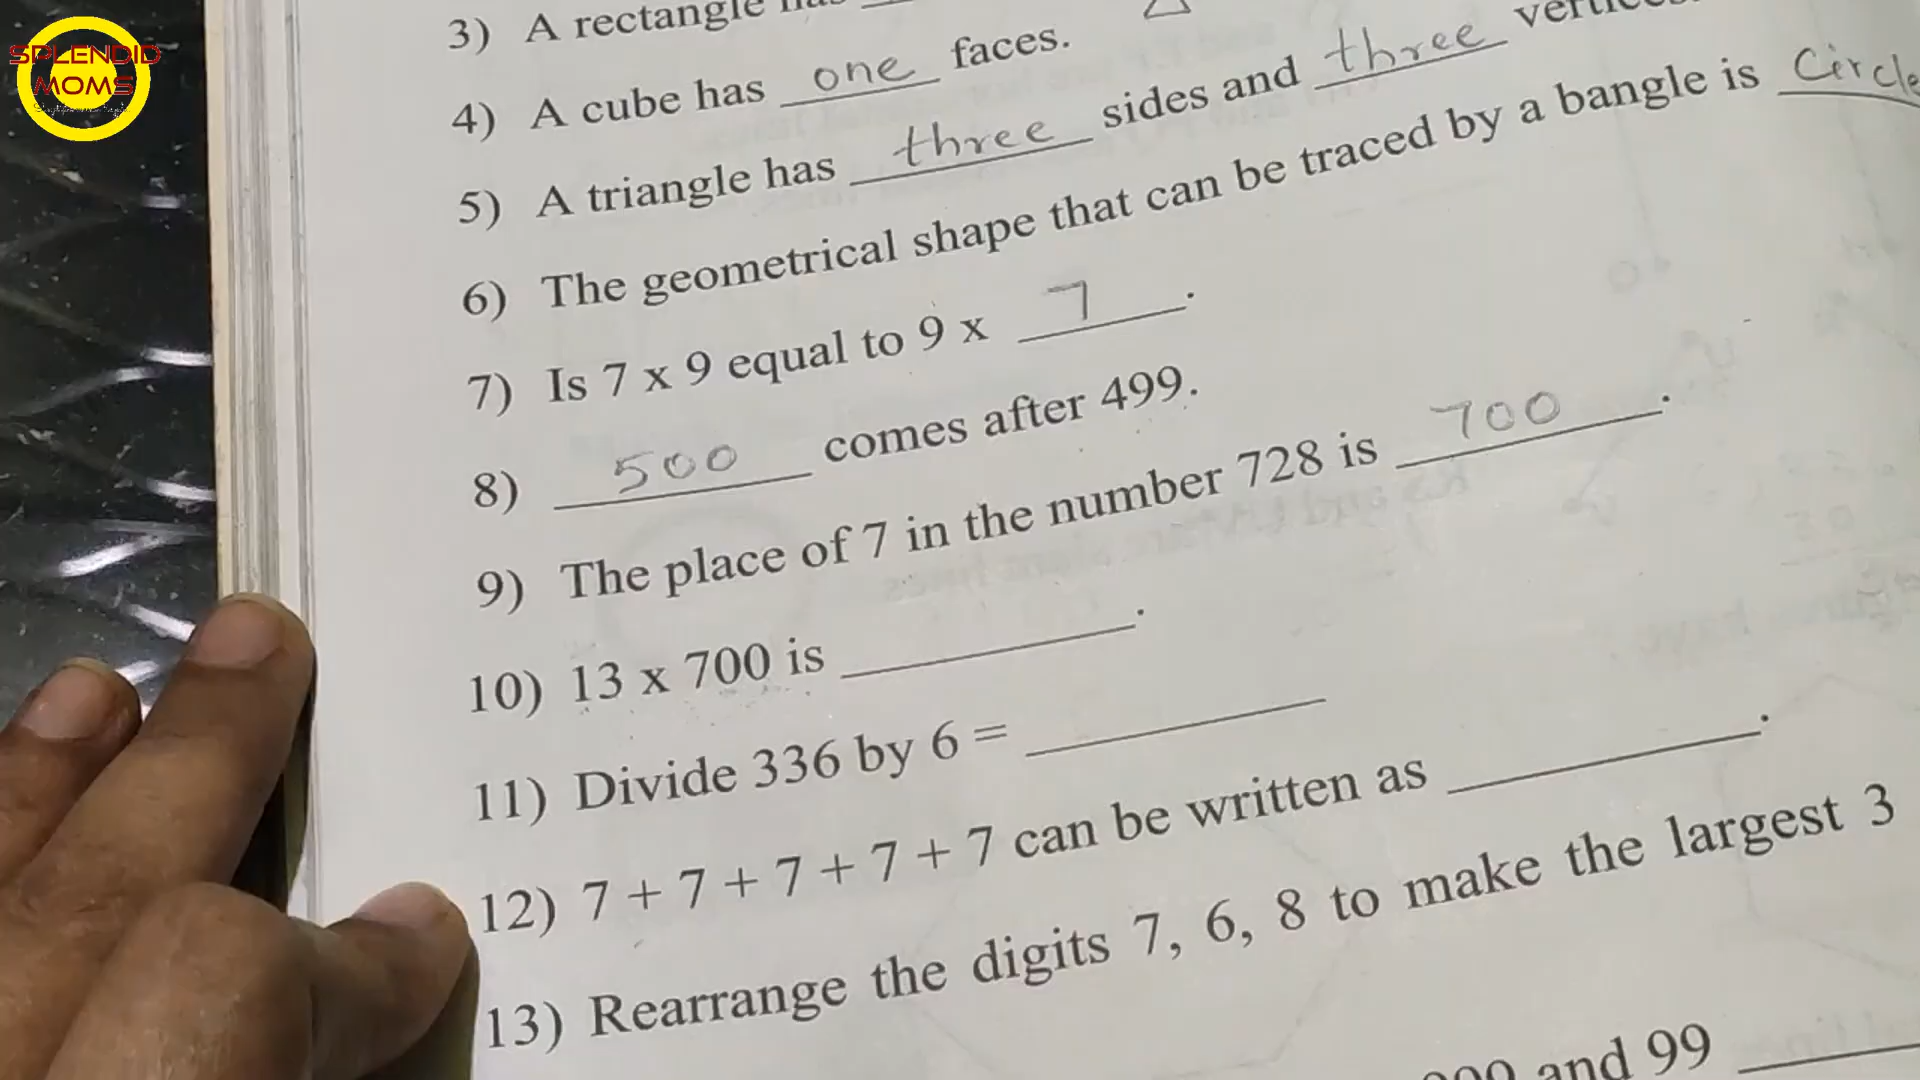 SPLENDID
MOMS
3) A rectangle
4) A cube has one faces.
5) A triangle has three sides and three
6) The geometrical shape that can be traced by a bangle is Circle
7) Is 7 x 9 equal to 9 x 7.
8) 500 comes after 499.
9) The place of 7 in the number 728 is 700.
10) 13 x 700 is ________.
11) Divide 336 by 6 = ________
12) 7 + 7 + 7 + 7 + 7 can be written as ________.
13) Rearrange the digits 7, 6, 8 to make the largest 3
and 99 ________